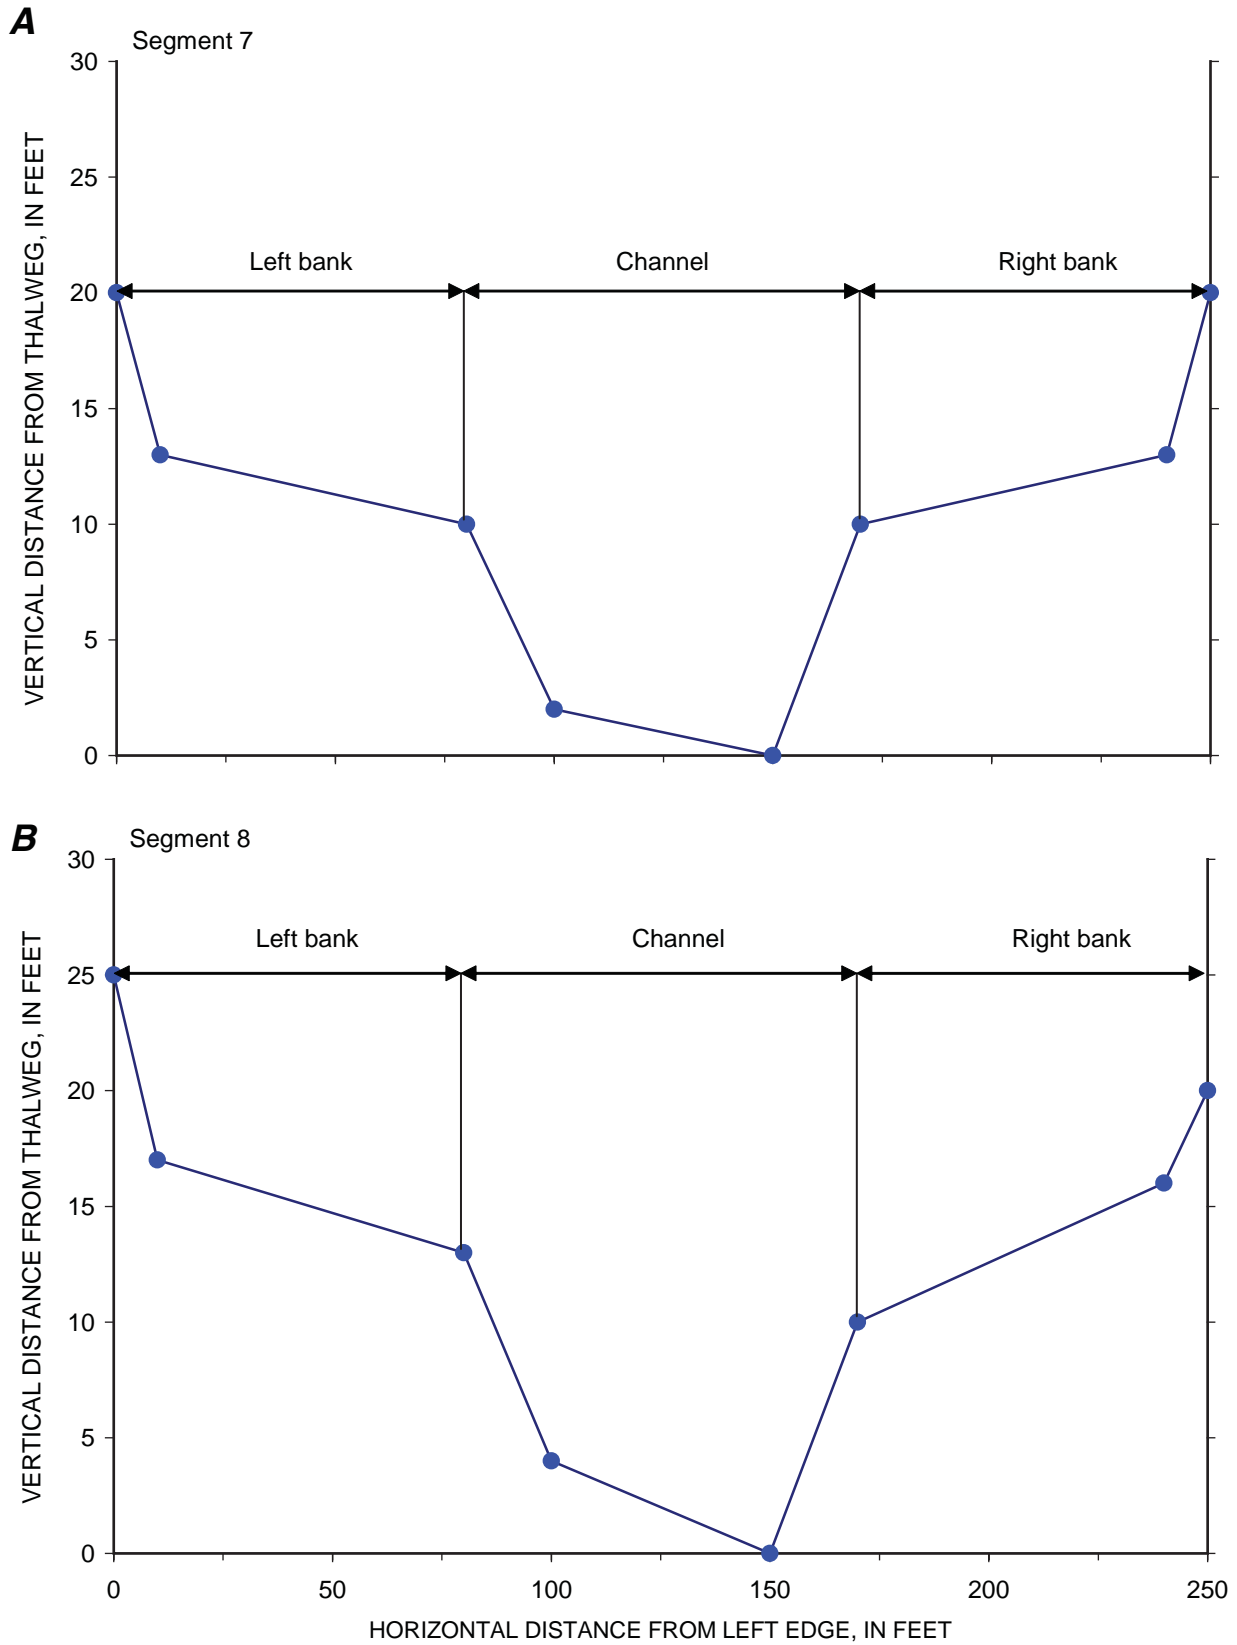 A
Segment 7
30
25
20
15
10
5
0
VERTICAL DISTANCE FROM THALWEG, IN FEET
Left bank
Channel
Right bank
B
Segment 8
30
25
20
15
10
5
0
VERTICAL DISTANCE FROM THALWEG, IN FEET
Left bank
Channel
Right bank
0 50 100 150 200 250
HORIZONTAL DISTANCE FROM LEFT EDGE, IN FEET